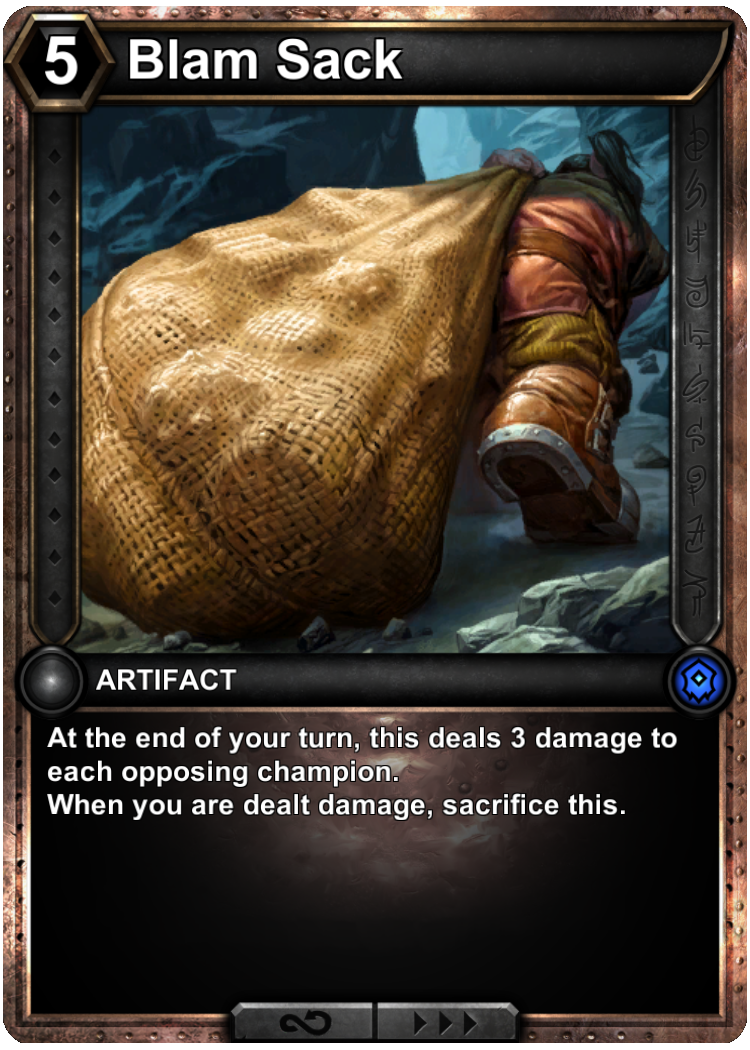 5 Blam Sack
ARTIFACT
At the end of your turn, this deals 3 damage to
each opposing champion.
When you are dealt damage, sacrifice this.